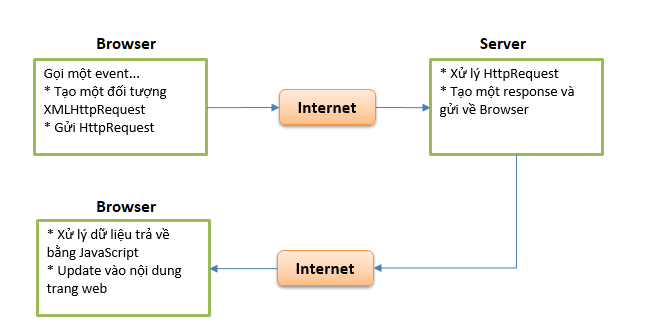 Browser
Gọi một event...
* Tạo một đối tượng
XMLHttpRequest
* Gửi HttpRequest
Internet
Server
* Xử lý HttpRequest
* Tạo một response và
gửi về Browser
Browser
* Xử lý dữ liệu trả về
bằng JavaScript
* Update vào nội dung
trang web
Internet